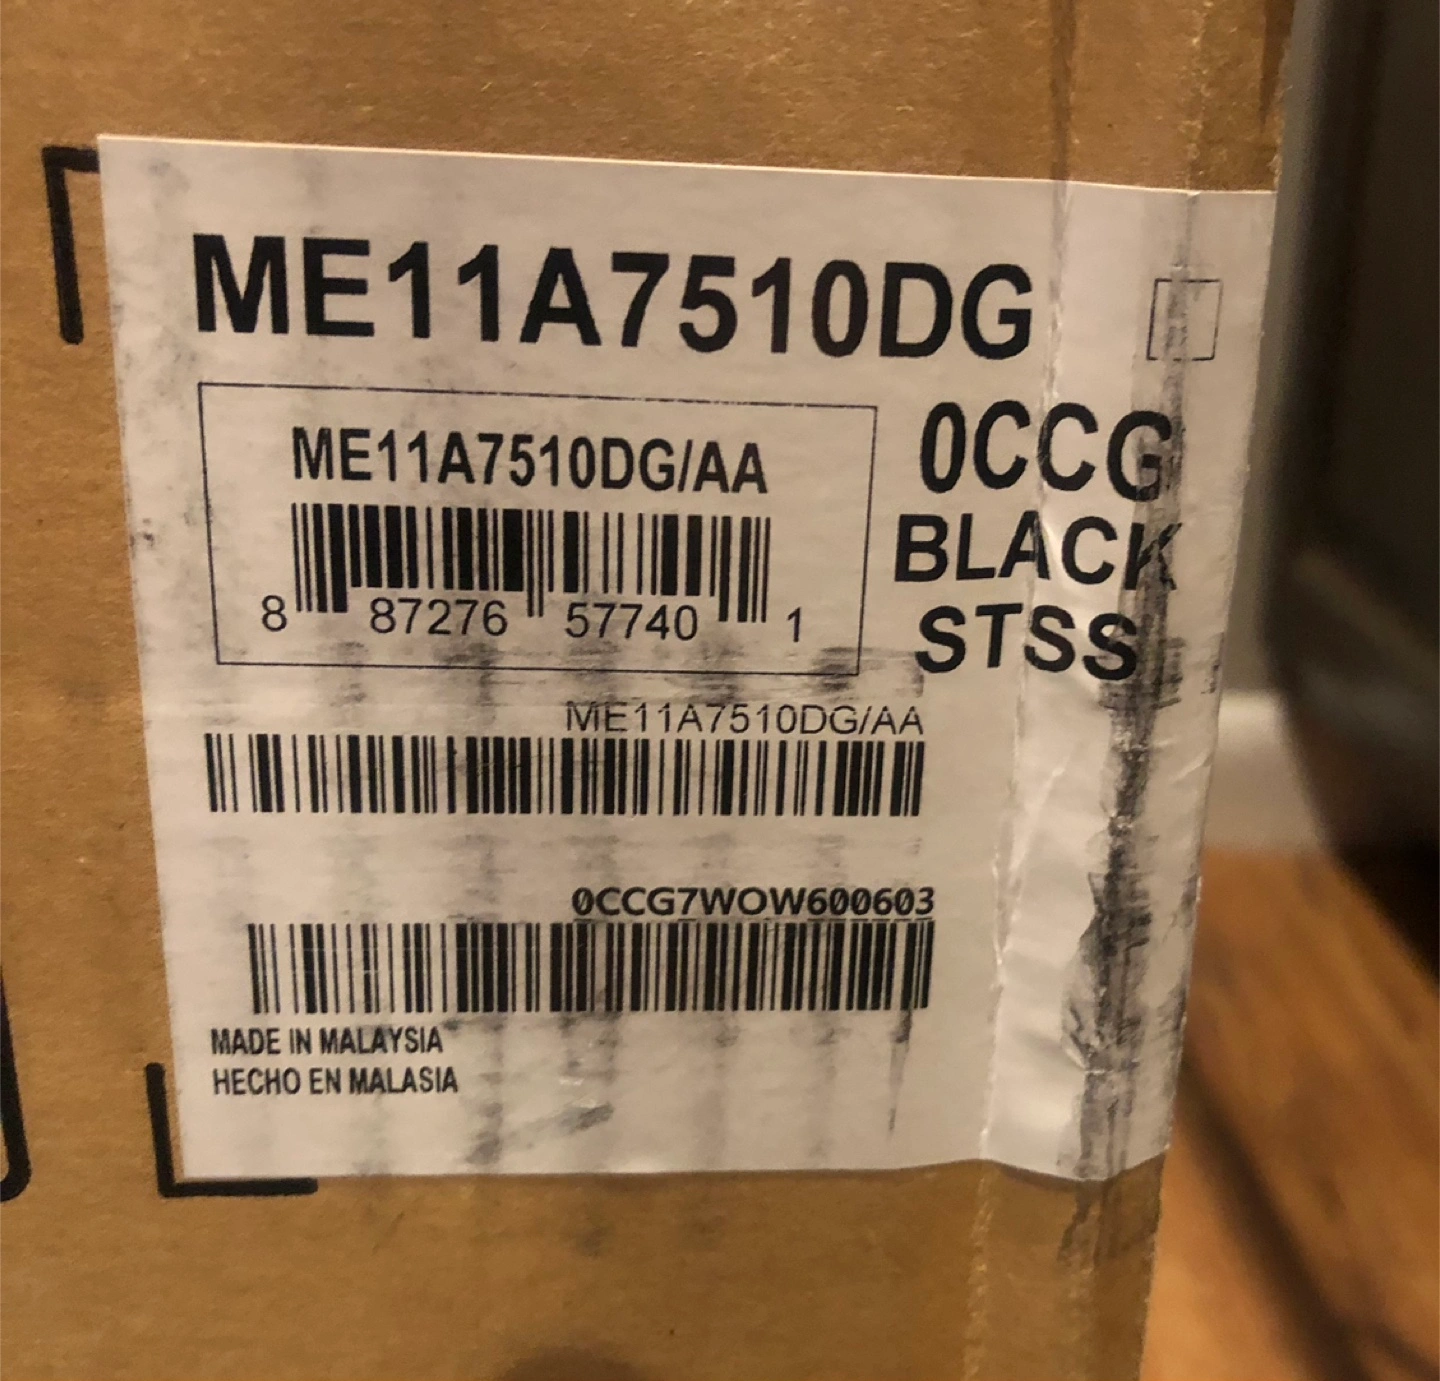 ME11A7510DG
ME11A7510DG/AA
8 87276 57740 1
0CCG
BLACK
STSS
ME11A7510DG/AA
0CCG7WOW600603
MADE IN MALAYSIA
HECHO EN MALASIA